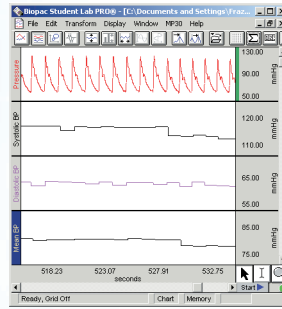 Biopac Student Lab PRO® - [C:\Documents and Settings\Fraz...
File Edit Transform Display Window MP30 Help
Pressure
130.00
90.00
50.00
mmHg
Systolic BP
120.00
110.00
mmHg
Diastolic BP
65.00
55.00
mmHg
Mean BP
85.00
75.00
mmHg
518.23 523.07 527.91 532.75
seconds
Start
Ready, Grid Off Chart Memory